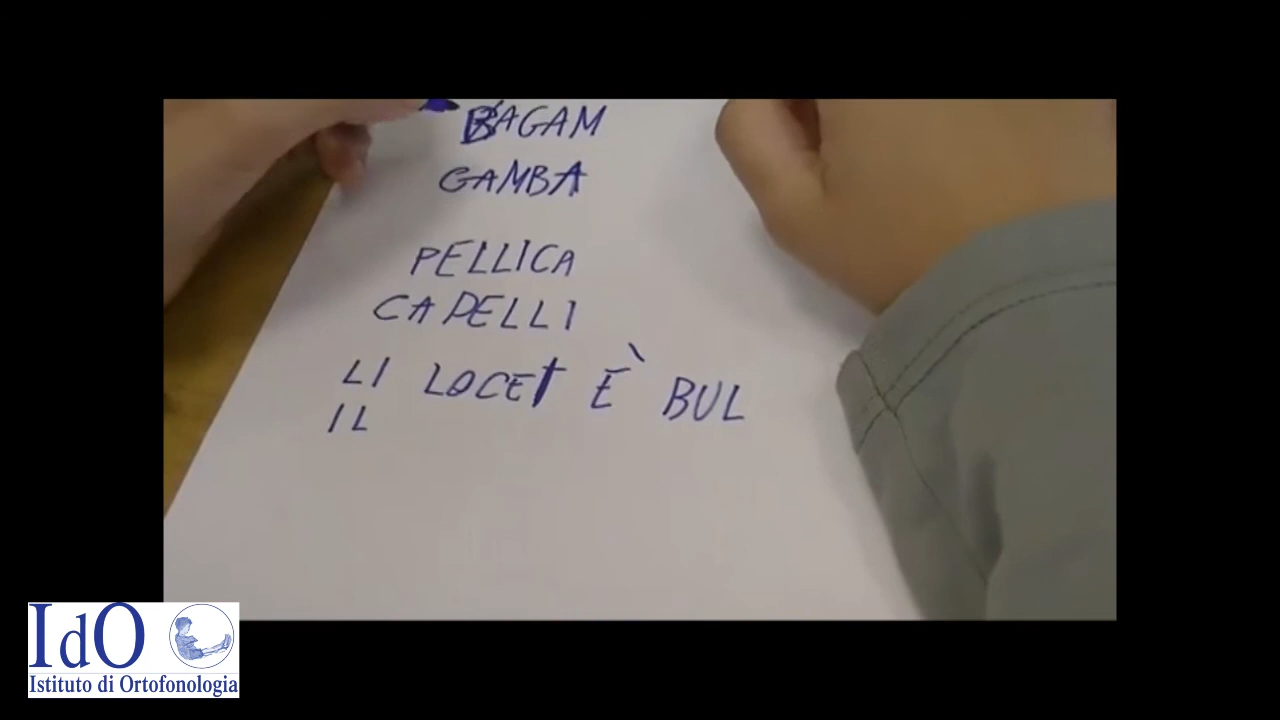 BAGAM
GAMBA
PELLICA
CAPELLI
LI LOCET È BUL
IL
IdO
Istituto di Ortofonologia